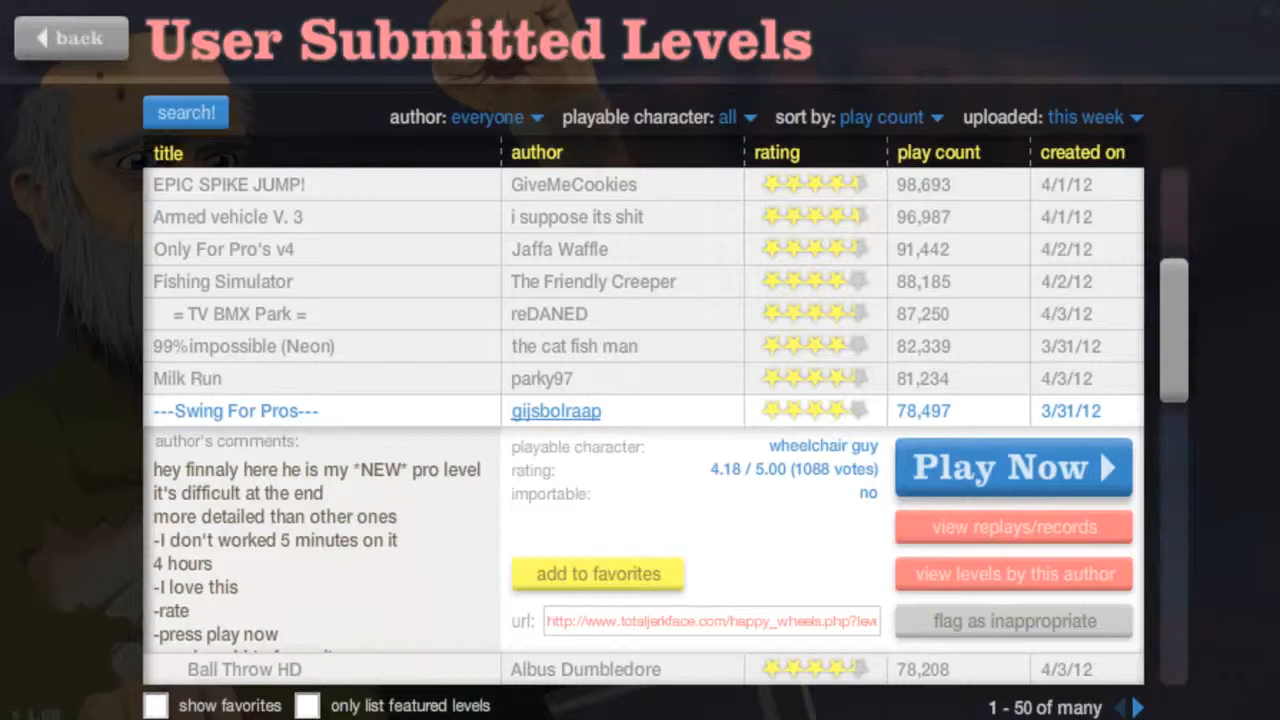 back
User Submitted Levels
search!
author: everyone playable character: all sort by: play count uploaded: this week
title author rating play count created on
EPIC SPIKE JUMP! GiveMeCookies 98,693 4/1/12
Armed vehicle V. 3 i suppose its shit 96,987 4/1/12
Only For Pro's v4 Jaffa Waffle 91,442 4/2/12
Fishing Simulator The Friendly Creeper 88,185 4/2/12
= TV BMX Park = reDANED 87,250 4/3/12
99%impossible (Neon) the cat fish man 82,339 3/31/12
Milk Run parky97 81,234 4/3/12
---Swing For Pros--- gijsbolraap 78,497 3/31/12
author's comments:
hey finnaly here he is my *NEW* pro level
it's difficult at the end
more detailed than other ones
-I don't worked 5 minutes on it
4 hours
-I love this
-rate
-press play now
playable character: wheelchair guy
rating: 4.18 / 5.00 (1088 votes)
importable: no
add to favorites
url: http://www.totaljerkface.com/happy_wheels.php?leve
Play Now
view replays/records
view levels by this author
flag as inappropriate
Ball Throw HD Albus Dumbledore 78,208 4/3/12
show favorites only list featured levels 1 - 50 of many